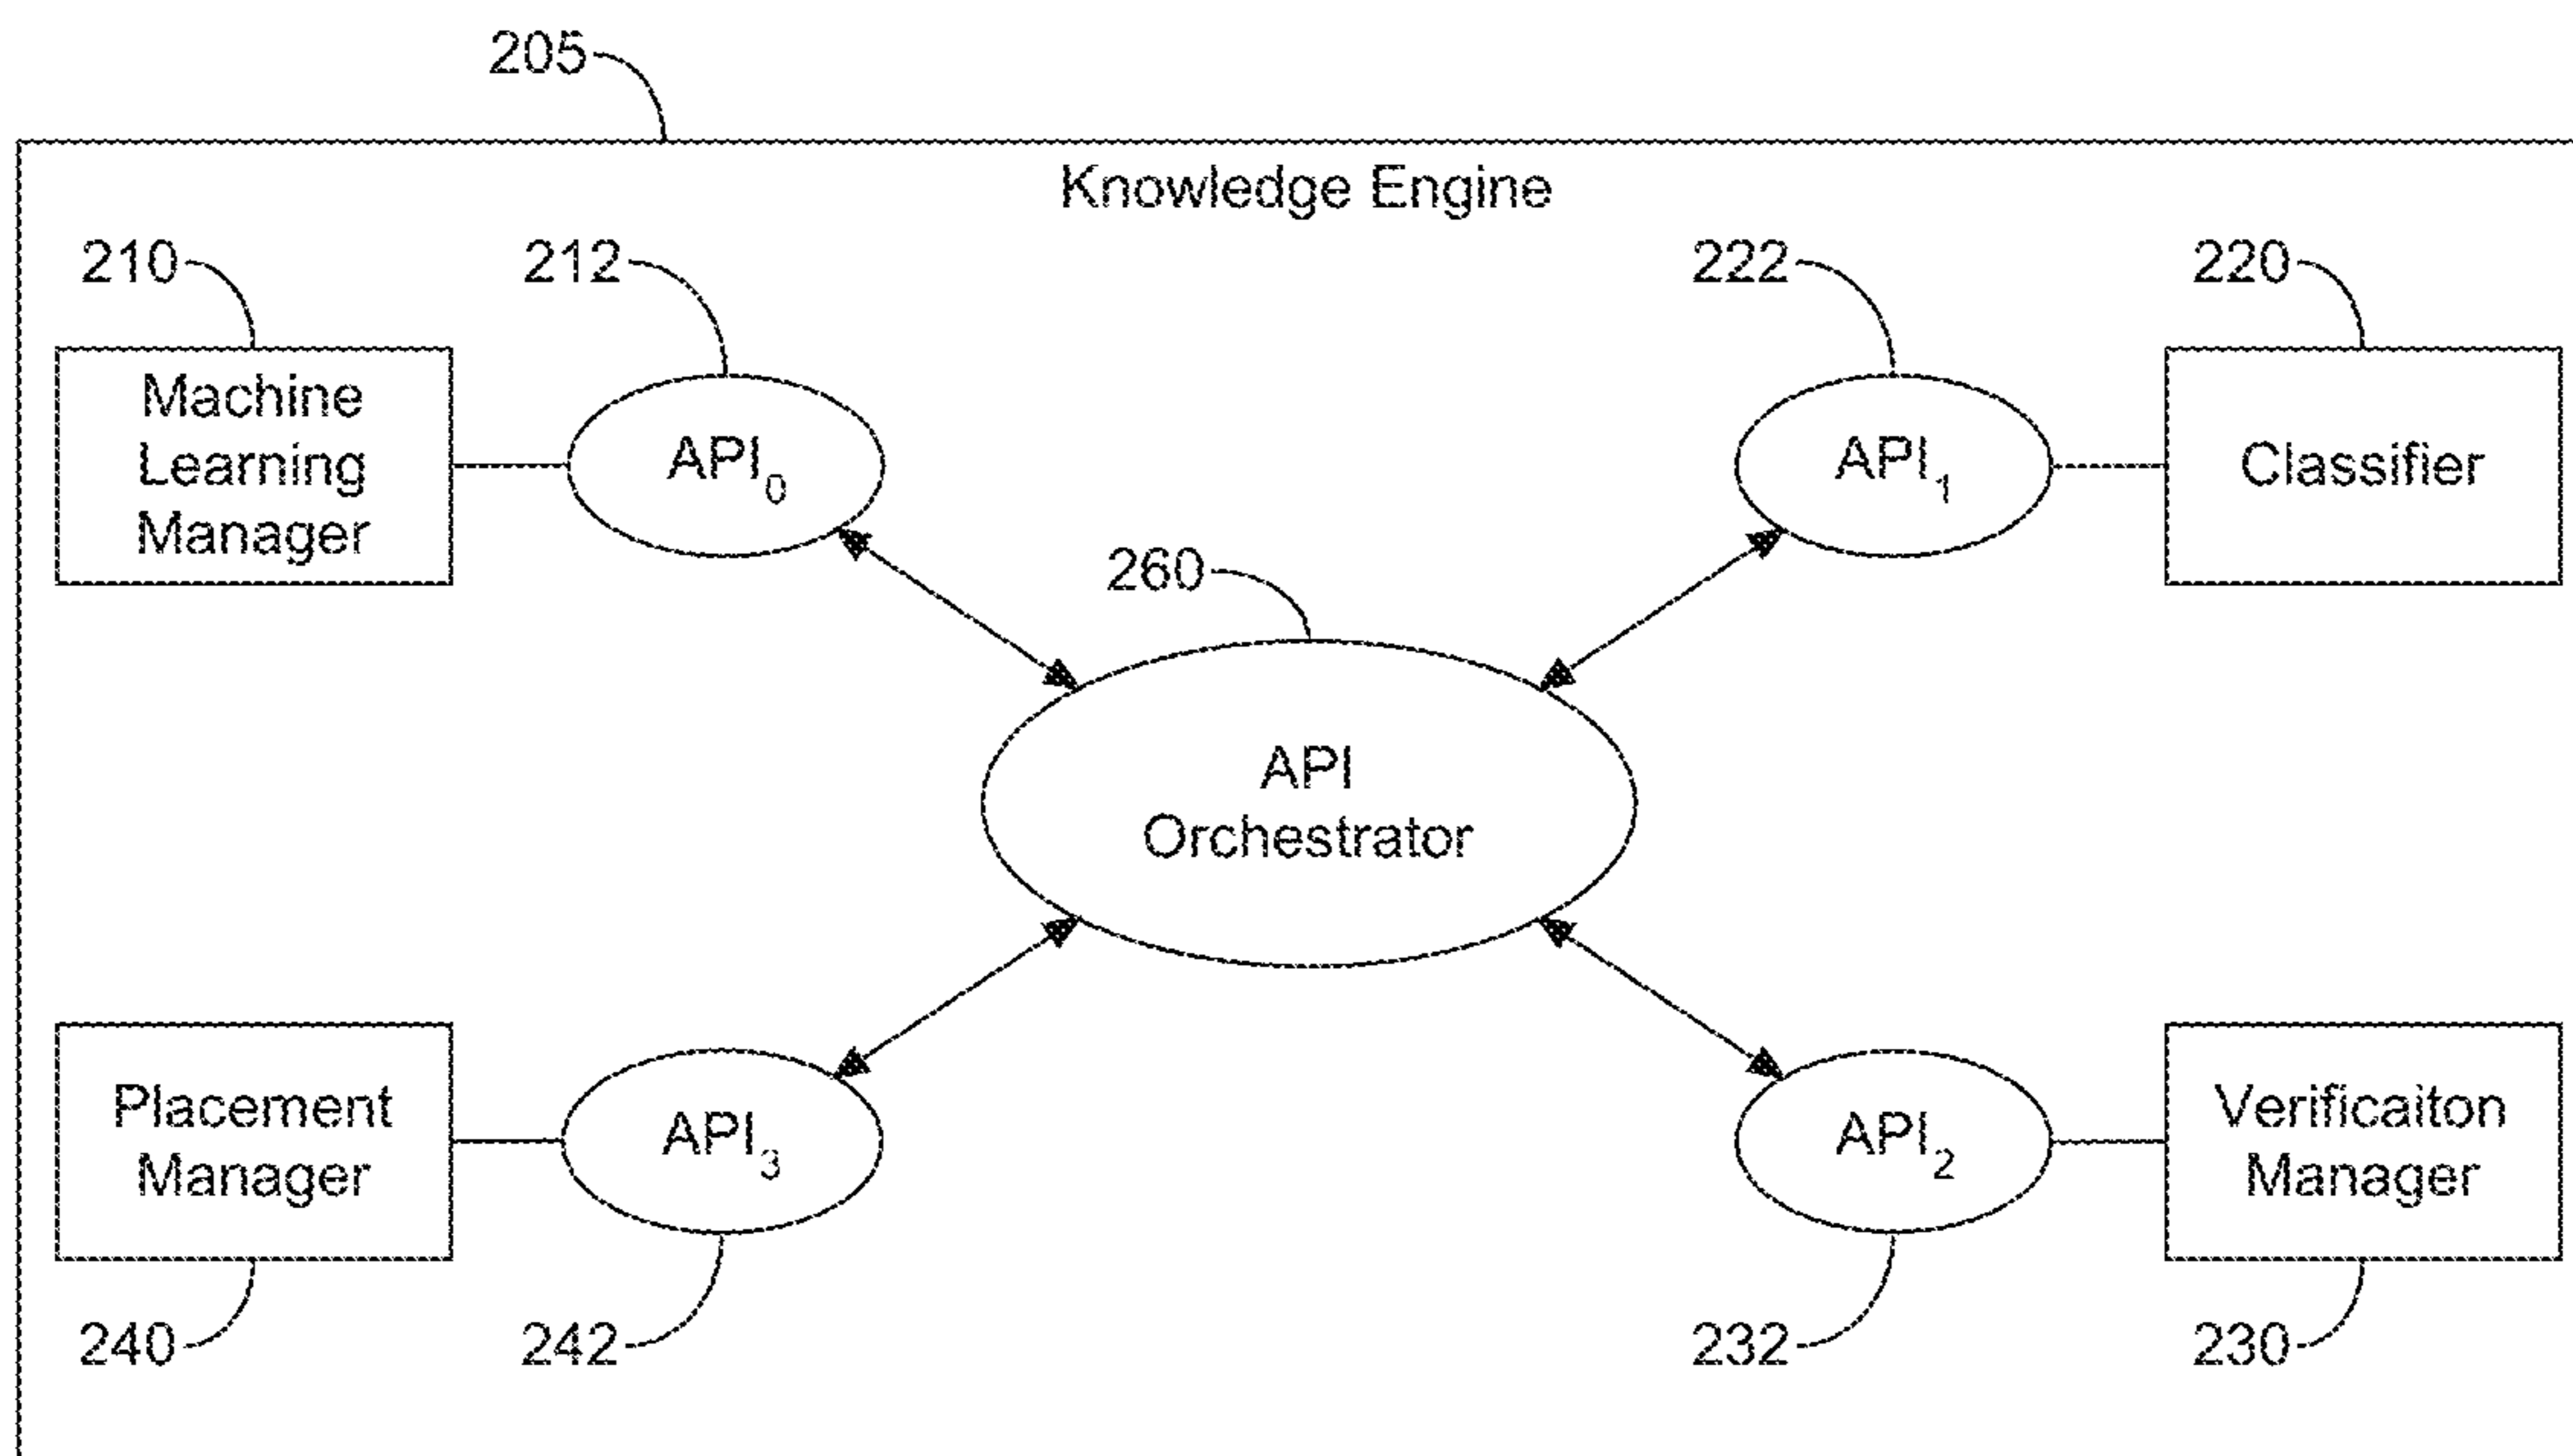 205
Knowledge Engine
210
212
222
220
Machine
Learning
Manager
API₀
API₁
Classifier
260
API
Orchestrator
Placement
Manager
API₃
API₂
Verificaiton
Manager
240
242
232
230